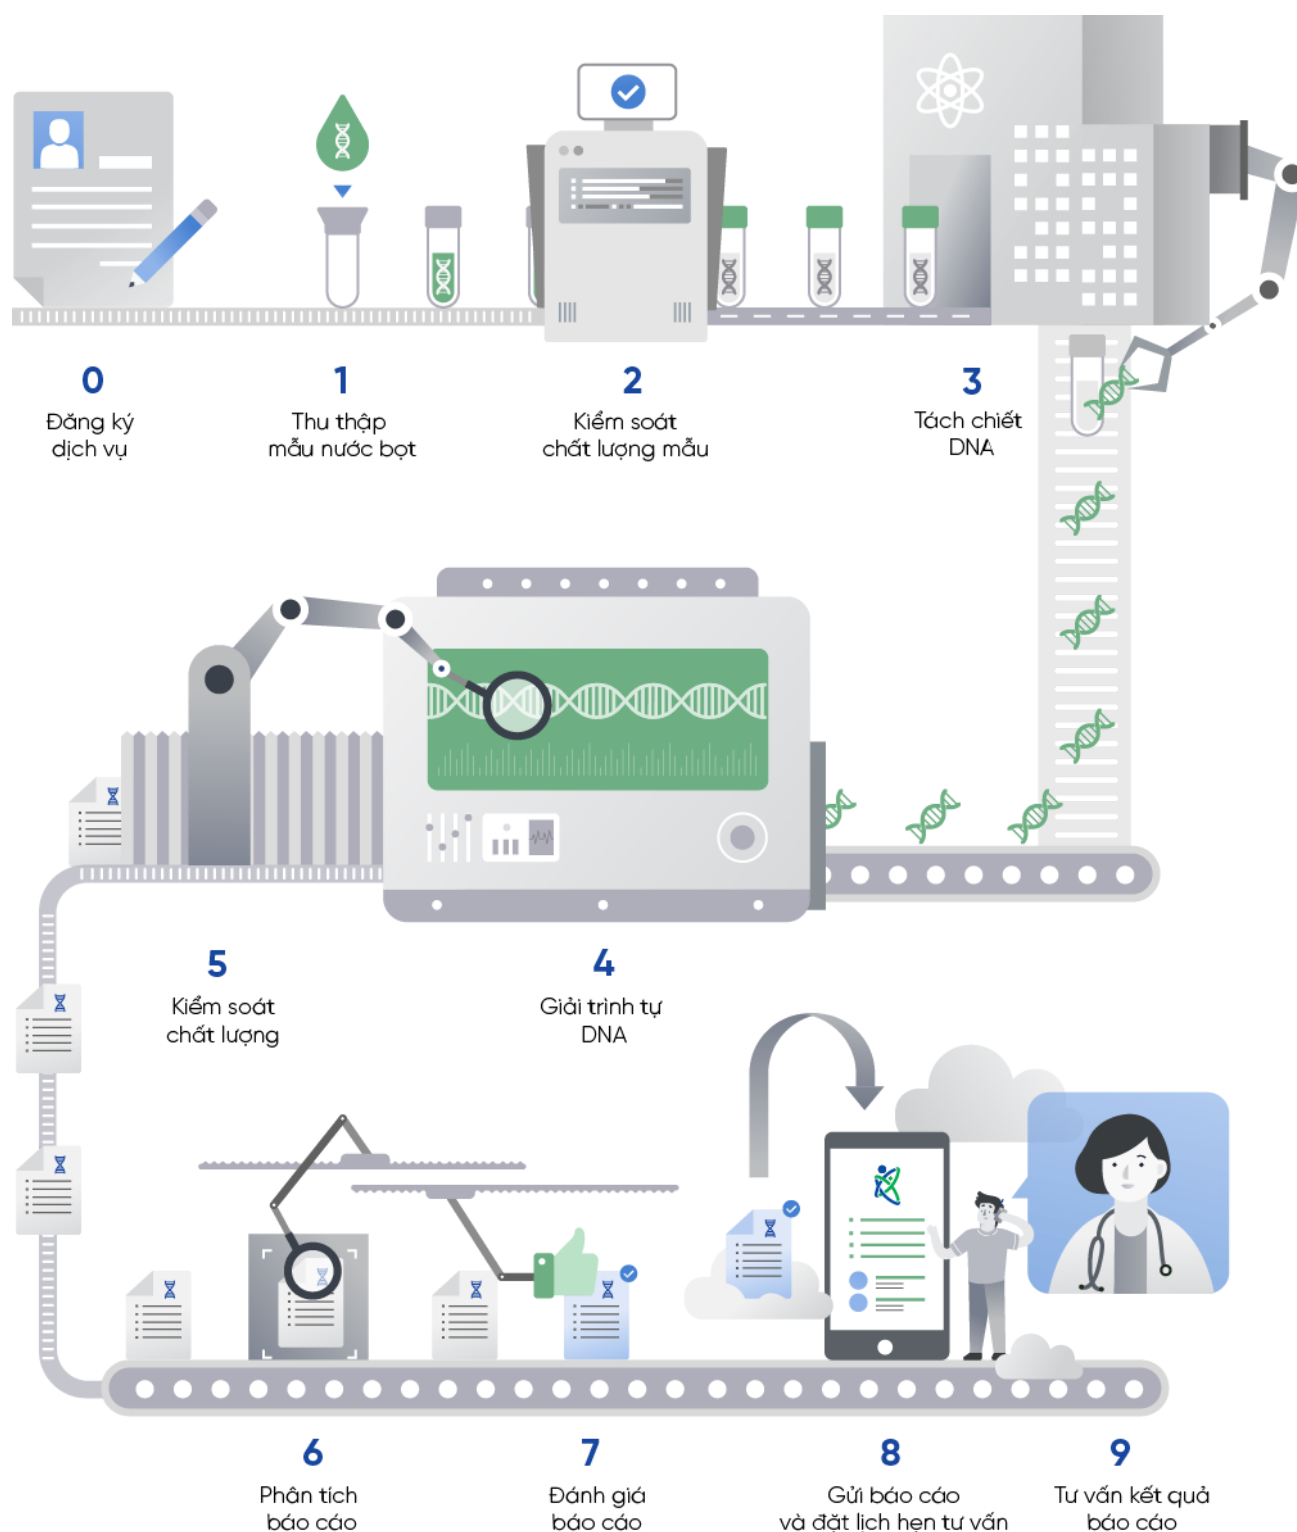 0
Đăng ký
dịch vụ
1
Thu thập
mẫu nước bọt
2
Kiểm soát
chất lượng mẫu
3
Tách chiết
DNA
5
Kiểm soát
chất lượng
4
Giải trình tự
DNA
6
Phân tích
báo cáo
7
Đánh giá
báo cáo
8
Gửi báo cáo
và đặt lịch hẹn tư vấn
9
Tư vấn kết quả
báo cáo